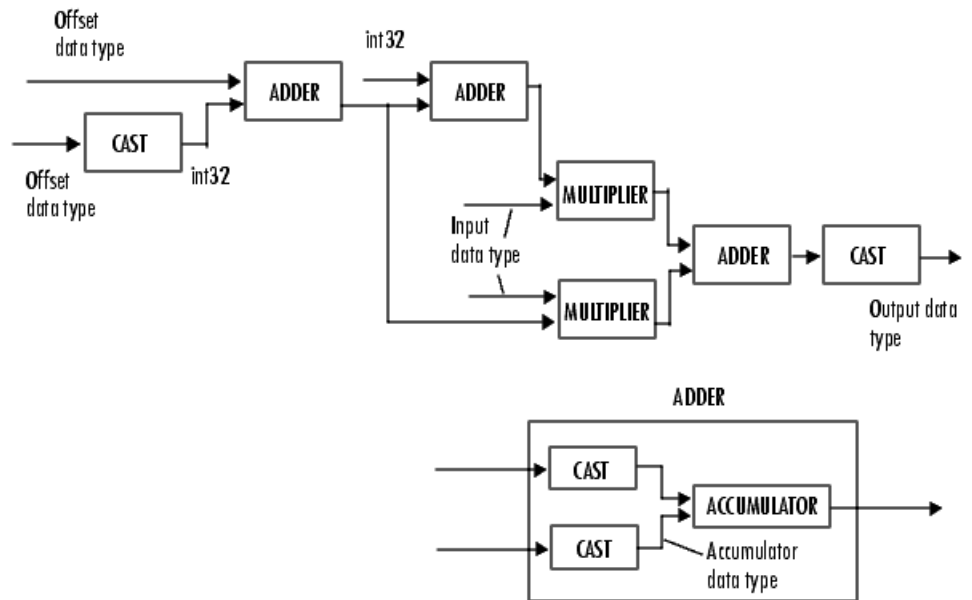 Offset
data type
int32
ADDER
ADDER
CAST
int32
Offset
data type
MULTIPLIER
Input
data type
ADDER
CAST
MULTIPLIER
Output data
type
ADDER
CAST
ACCUMULATOR
CAST
Accumulator
data type